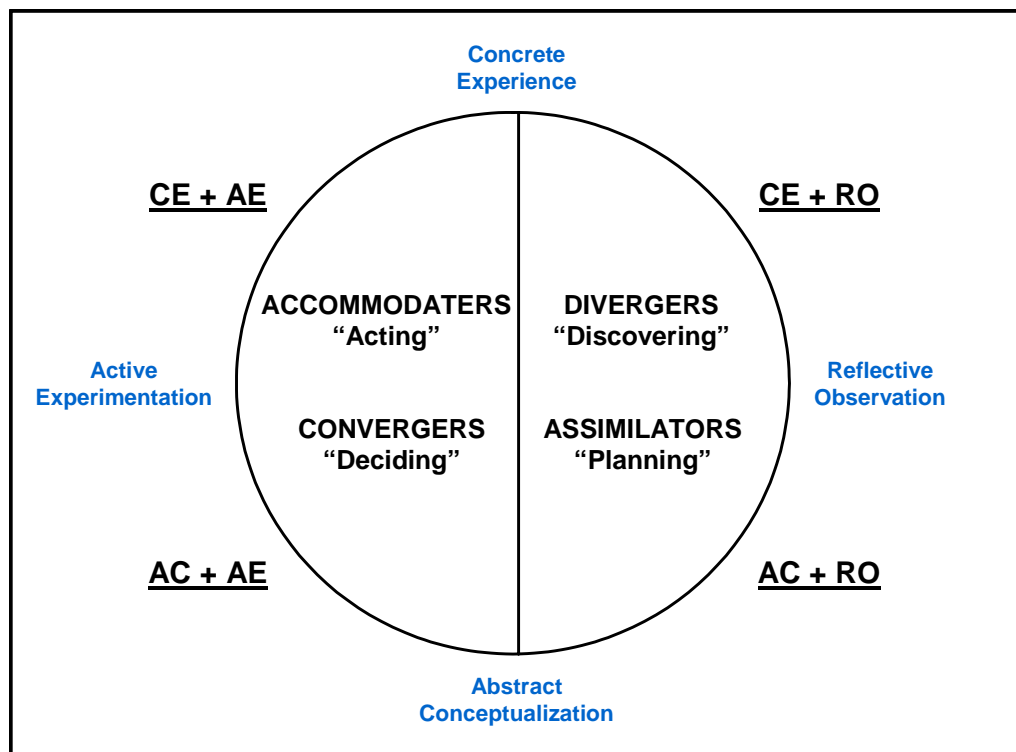 Concrete
Experience
CE + AE
CE + RO
ACCOMMODATERS
“Acting”
DIVERGERS
“Discovering”
Active
Experimentation
Reflective
Observation
CONVERGERS
“Deciding”
ASSIMILATORS
“Planning”
AC + AE
AC + RO
Abstract
Conceptualization